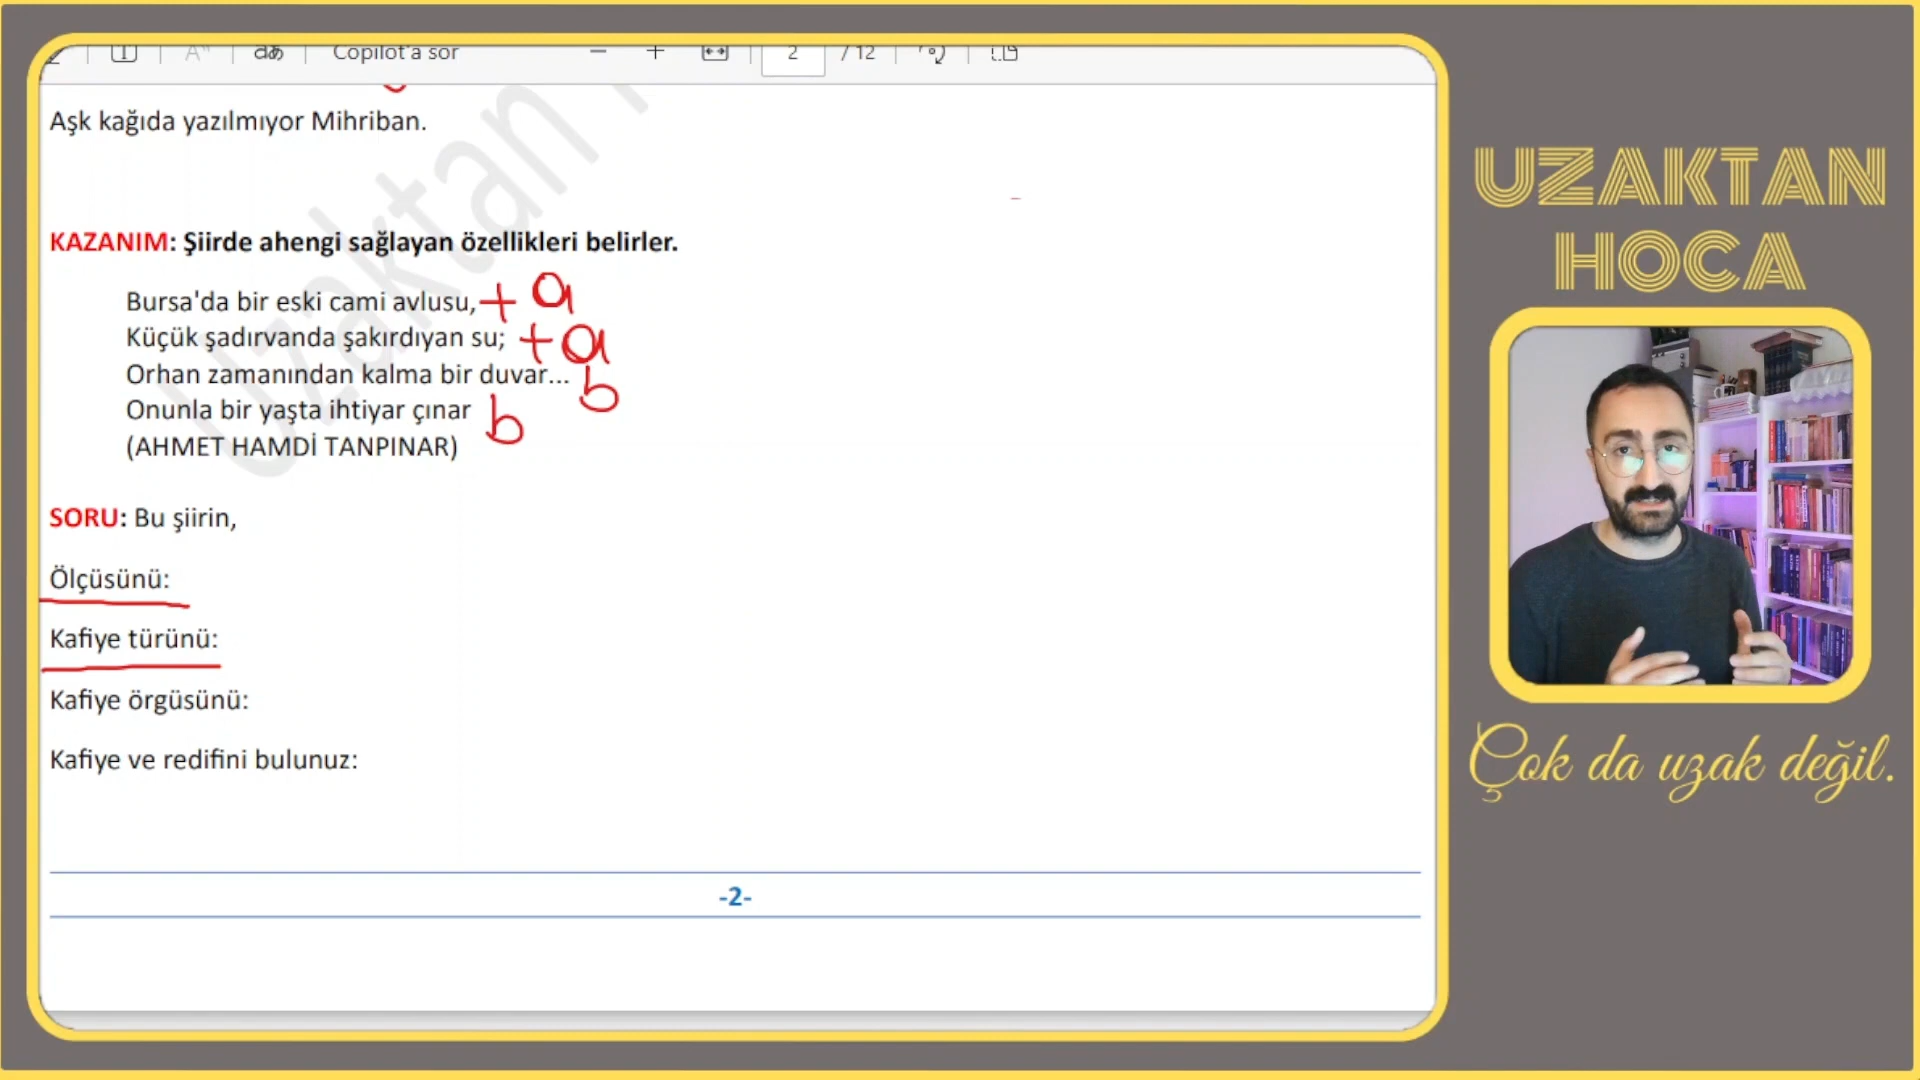 Copilot'a sor
2 /12
Aşk kağıda yazılmıyor Mihriban.
KAZANIM: Şiirde ahengi sağlayan özellikleri belirler.
Bursa'da bir eski cami avlusu, + a
Küçük şadırvanda şakırdıyan su; + a
Orhan zamanından kalma bir duvar... b
Onunla bir yaşta ihtiyar çınar b
(AHMET HAMDİ TANPINAR)
SORU: Bu şiirin,
Ölçüsünü:
Kafiye türünü:
Kafiye örgüsünü:
Kafiye ve redifini bulunuz:
-2-
Uzaktan
UZAKTAN
HOCA
Çok da uzak değil.